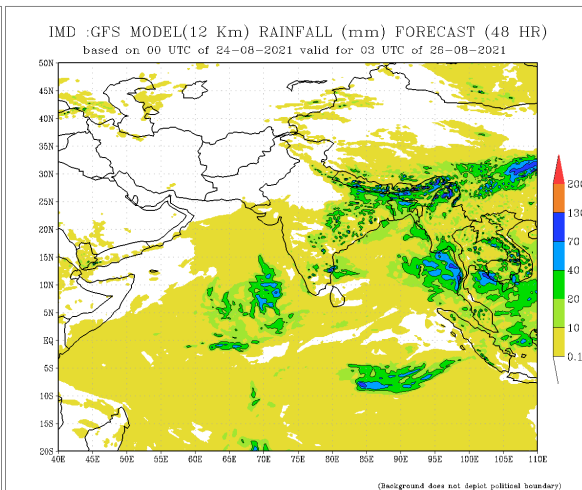 IMD :GFS MODEL(12 Km) RAINFALL (mm) FORECAST (48 HR)
based on 00 UTC of 24-08-2021 valid for 03 UTC of 26-08-2021
50N
45N
40N
35N
30N
25N
20N
15N
10N
5N
EQ
5S
10S
15S
20S
40E 45E 50E 55E 60E 65E 70E 75E 80E 85E 90E 95E 100E 105E 110E
200
130
70
40
20
10
0.1
(Background does not depict political boundary)